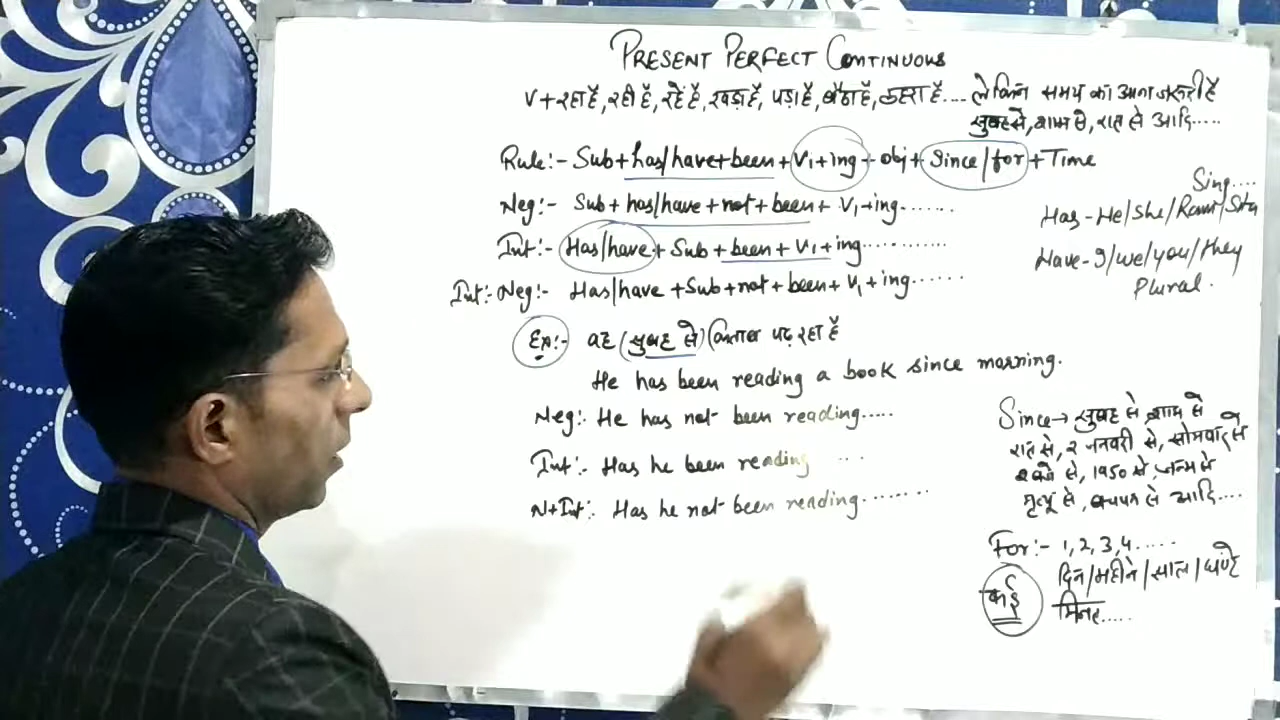 PRESENT PERFECT CONTINUOUS
V+रहा हैं, रही हैं, रहें हैं, खड़ा हैं, पड़ा हैं, बैठा हैं, ठहरा हैं.... लेकिन समय का आना जरूरी हैं
सुबह से, शाम से, रात से आदि.....
Rule:- Sub+has/have+been+V1+ing+obj+Since/for+Time
Neg:- Sub+has/have+not+been+V1+ing.......
Int:- Has/have+Sub+been+V1+ing............
Int:-Neg:- Has/have+Sub+not+been+V1+ing.......
Sing....
Has-He/She/Ram/Sita
Have-I/we/you/they
Plural.
Ex:- वह (सुबह से) किताब पढ़ रहा हैं
He has been reading a book since morning.
Neg:- He has not been reading.....
Int:- Has he been reading ...
N+Int:- Has he not been reading.......
Since→ सुबह से, शाम से
रात से, २ जनवरी से, सोमवार से
से, 1950 से, जन्म से
मृत्यू से, बचपन से आदि....
For:- 1,2,3,4.....
कई दिन/महीने/साल/घण्टे
मिनट.....